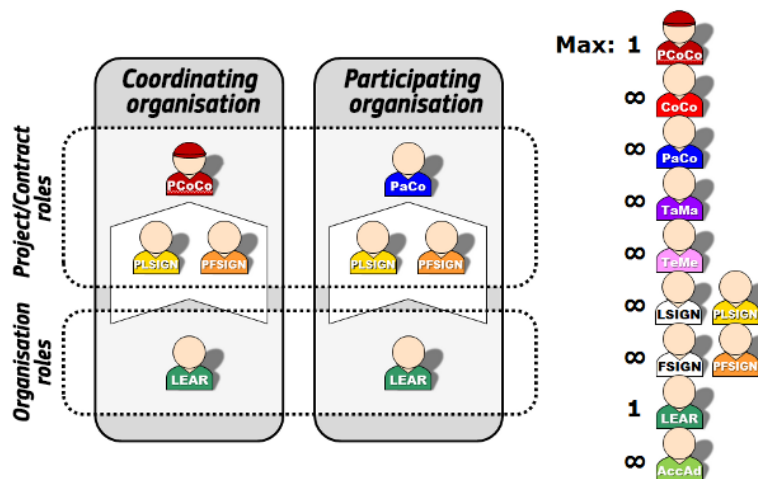 Coordinating
organisation
Participating
organisation
Project/Contract
roles
PCoCo
PaCo
PLSIGN
PFSIGN
PLSIGN
PFSIGN
Organisation
roles
LEAR
LEAR
Max: 1
PCoCo
∞
CoCo
∞
PaCo
∞
TaMa
∞
TeMe
∞
LSIGN
PLSIGN
∞
FSIGN
PFSIGN
1
LEAR
∞
AccAd